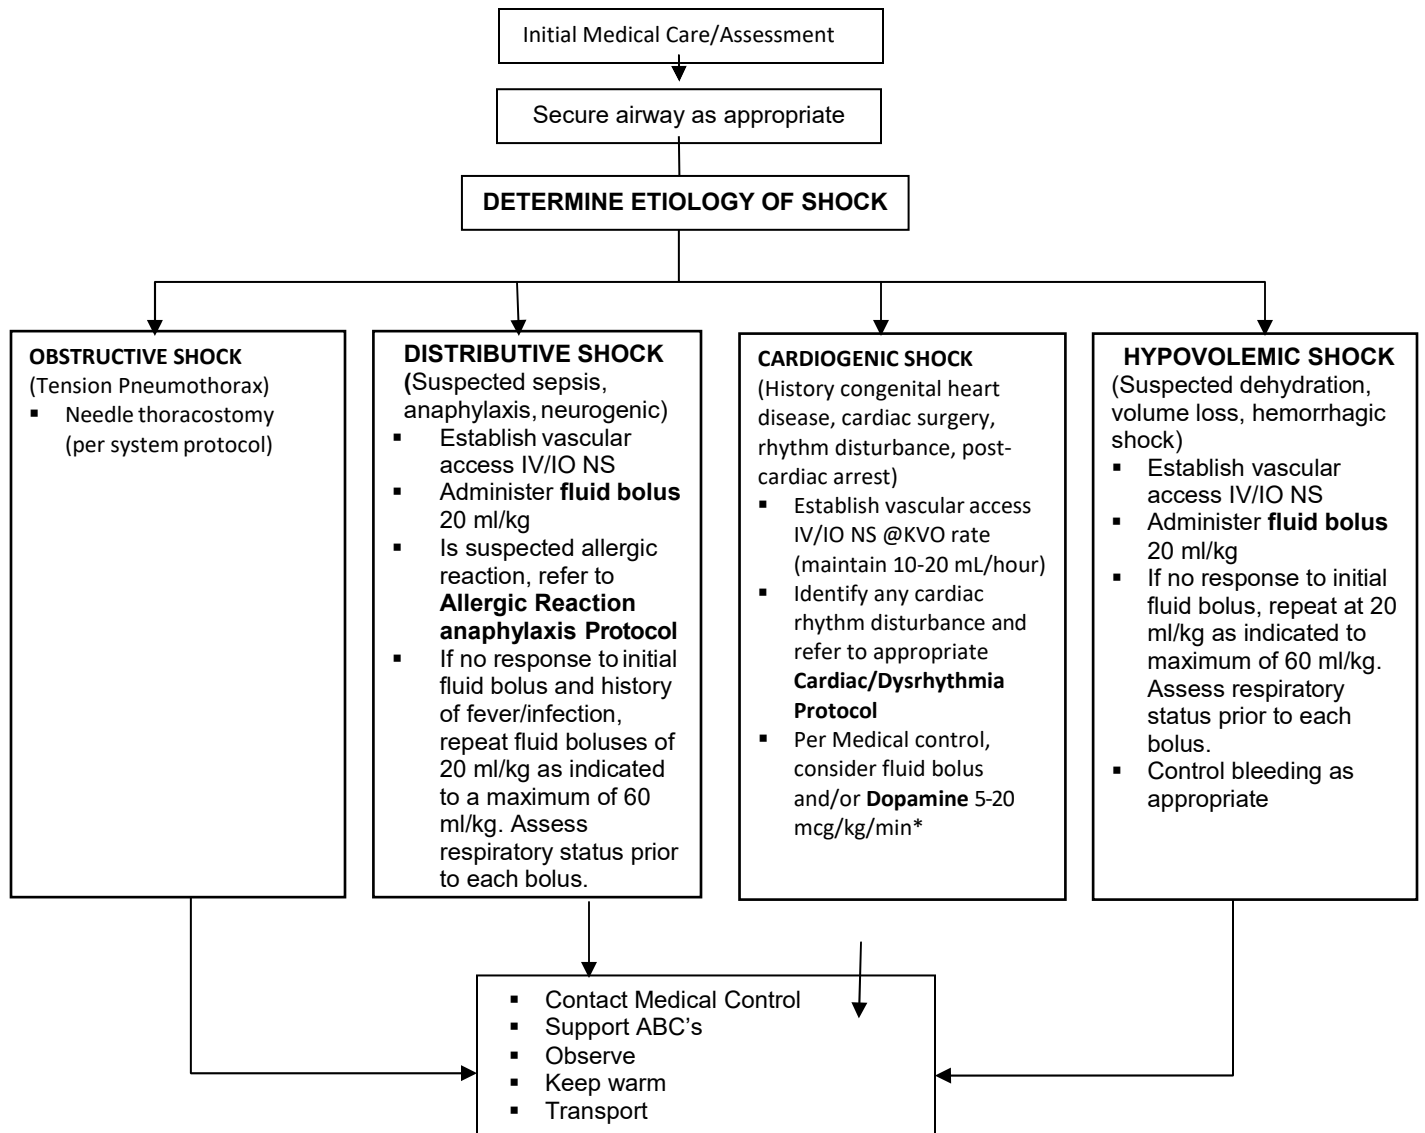 Initial Medical Care/Assessment
Secure airway as appropriate
DETERMINE ETIOLOGY OF SHOCK
OBSTRUCTIVE SHOCK
(Tension Pneumothorax)
▪ Needle thoracostomy
(per system protocol)
DISTRIBUTIVE SHOCK
(Suspected sepsis,
anaphylaxis, neurogenic)
▪ Establish vascular
access IV/IO NS
▪ Administer fluid bolus
20 ml/kg
▪ Is suspected allergic
reaction, refer to
Allergic Reaction
anaphylaxis Protocol
▪ If no response to initial
fluid bolus and history
of fever/infection,
repeat fluid boluses of
20 ml/kg as indicated
to a maximum of 60
ml/kg. Assess
respiratory status prior
to each bolus.
CARDIOGENIC SHOCK
(History congenital heart
disease, cardiac surgery,
rhythm disturbance, post-
cardiac arrest)
▪ Establish vascular access
IV/IO NS @KVO rate
(maintain 10-20 mL/hour)
▪ Identify any cardiac
rhythm disturbance and
refer to appropriate
Cardiac/Dysrhythmia
Protocol
▪ Per Medical control,
consider fluid bolus
and/or Dopamine 5-20
mcg/kg/min*
HYPOVOLEMIC SHOCK
(Suspected dehydration,
volume loss, hemorrhagic
shock)
▪ Establish vascular
access IV/IO NS
▪ Administer fluid bolus
20 ml/kg
▪ If no response to initial
fluid bolus, repeat at 20
ml/kg as indicated to
maximum of 60 ml/kg.
Assess respiratory
status prior to each
bolus.
▪ Control bleeding as
appropriate
▪ Contact Medical Control
▪ Support ABC’s
▪ Observe
▪ Keep warm
▪ Transport